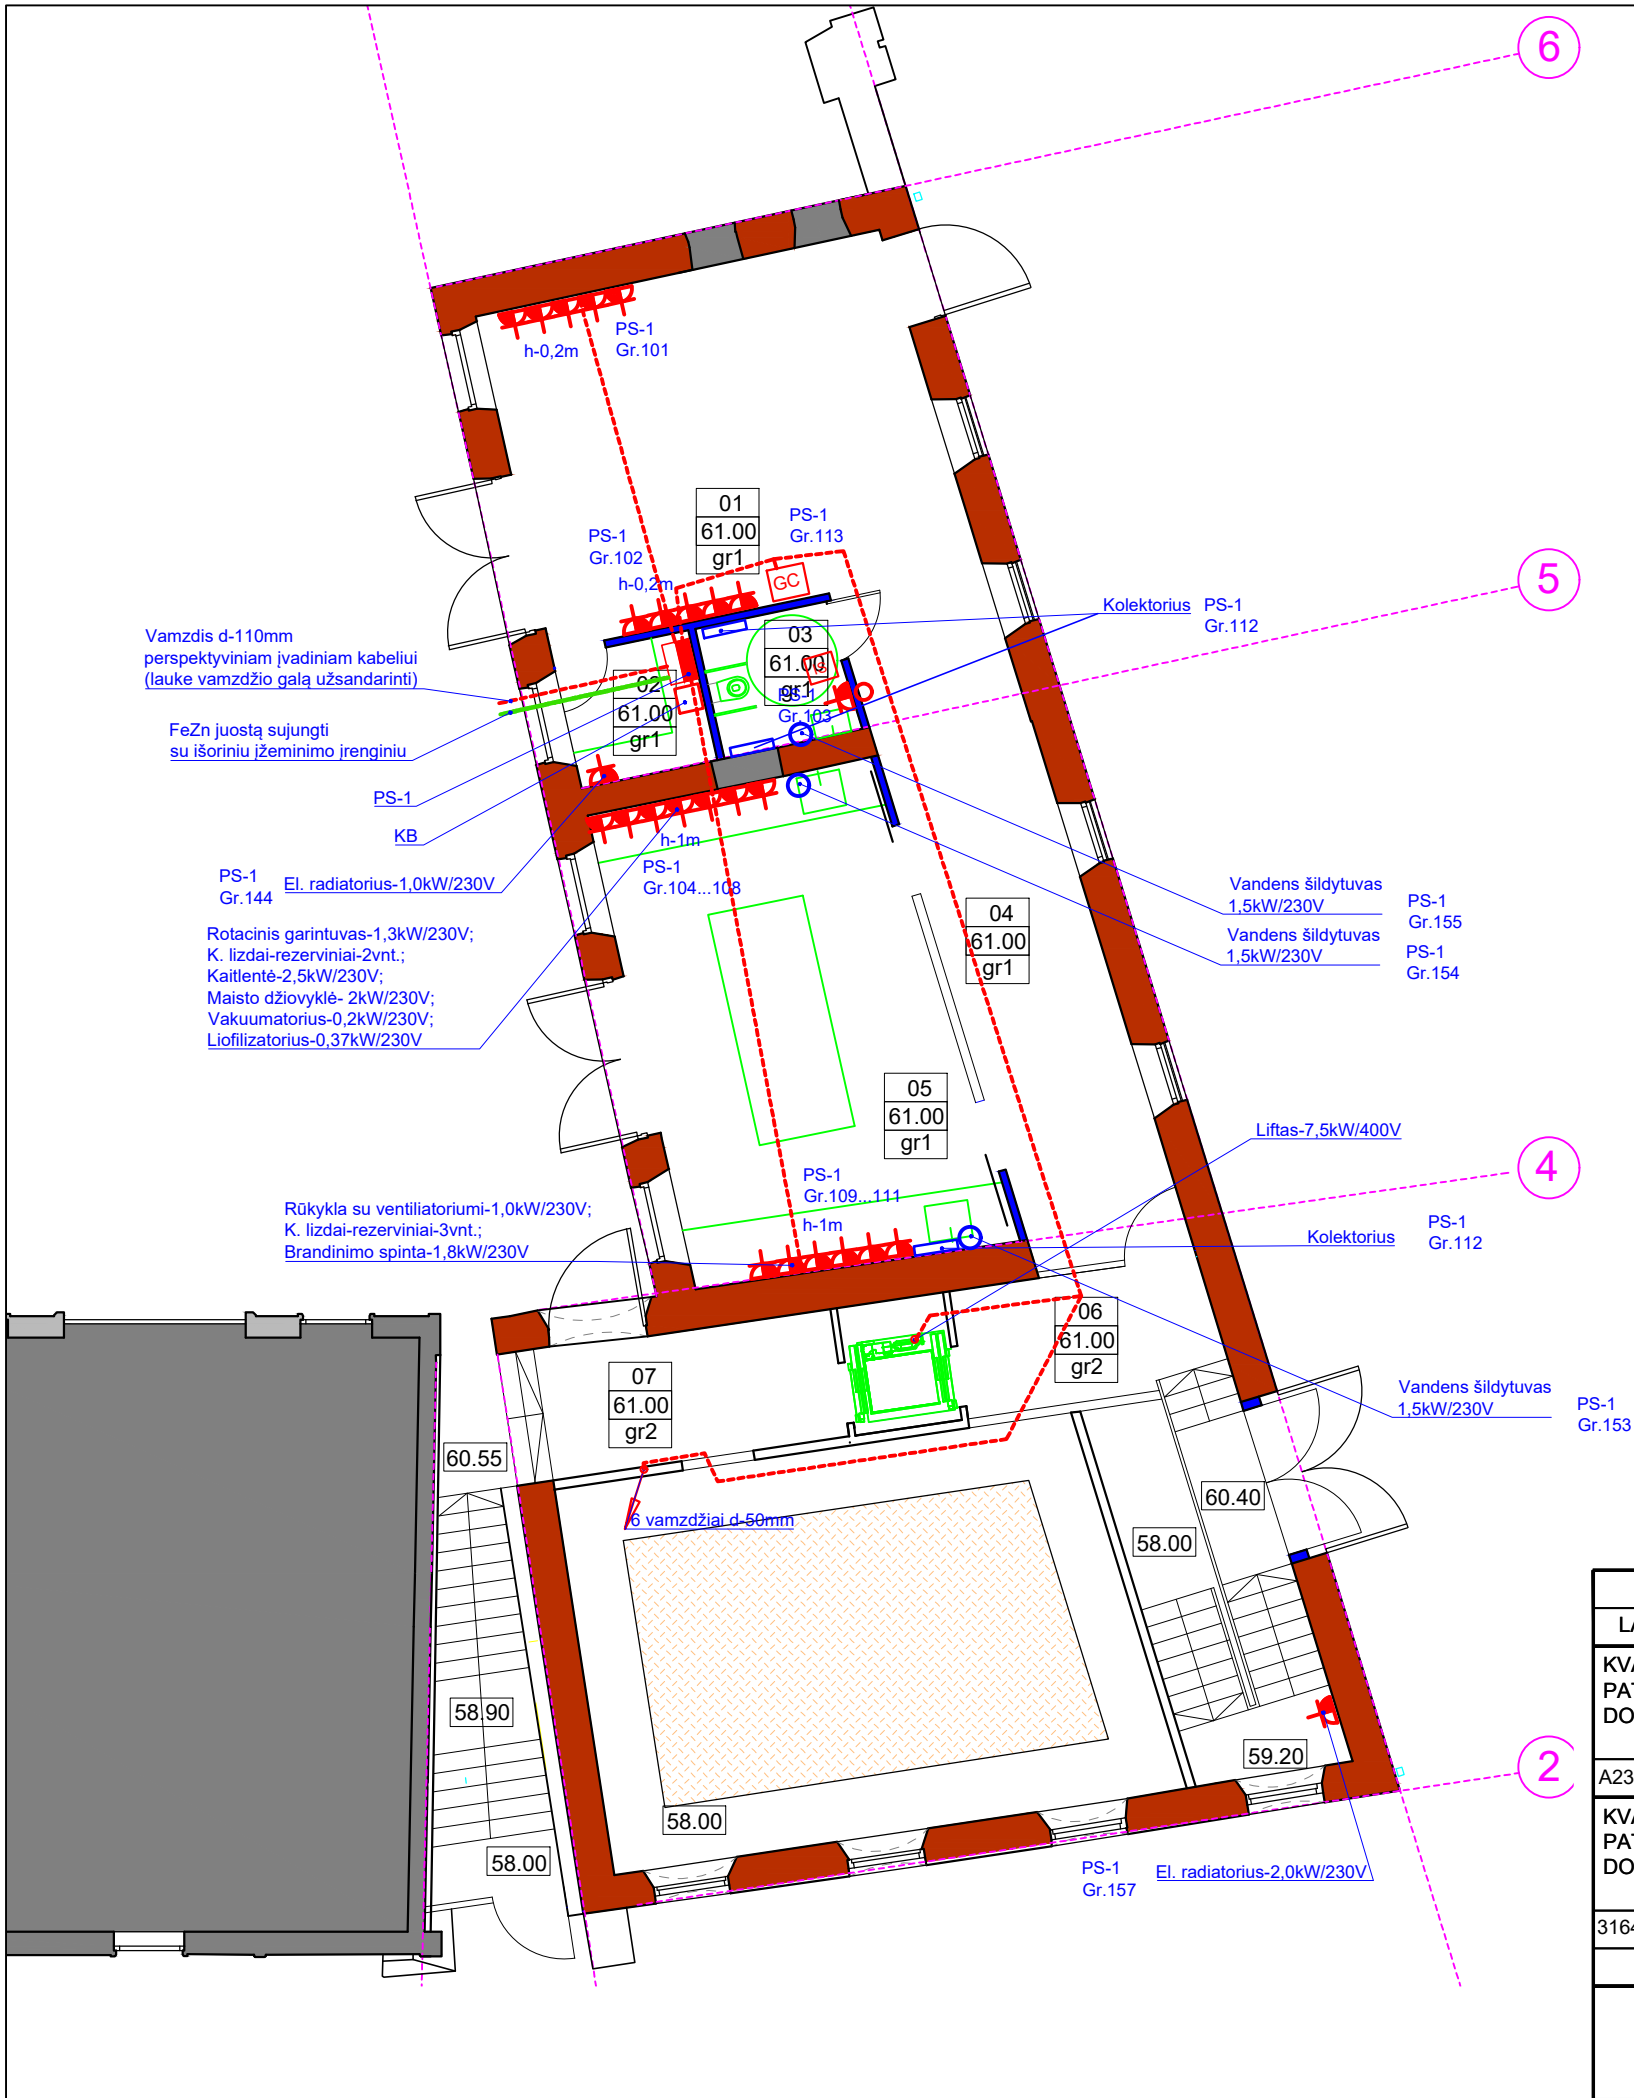 6
PS-1
Gr.101
h-0,2m
01
61.00
gr1
PS-1
Gr.113
PS-1
Gr.102
h-0,2m
GC
5
Kolektorius
PS-1
Gr.112
03
61.00
gr1
PS-1
Gr.103
Vamzdis d-110mm
perspektyviniam įvadiniam kabeliui
(lauke vamzdžio galą užsandarinti)
02
61.00
gr1
FeZn juostą sujungti
su išoriniu įžeminimo įrenginiu
PS-1
KB
h-1m
PS-1
Gr.104...108
PS-1
Gr.144
El. radiatorius-1,0kW/230V
Vandens šildytuvas
1,5kW/230V
PS-1
Gr.155
Vandens šildytuvas
1,5kW/230V
PS-1
Gr.154
04
61.00
gr1
Rotacinis garintuvas-1,3kW/230V;
K. lizdai-rezerviniai-2vnt.;
Kaitlentė-2,5kW/230V;
Maisto džiovyklė- 2kW/230V;
Vakuumatorius-0,2kW/230V;
Liofilizatorius-0,37kW/230V
05
61.00
gr1
Liftas-7,5kW/400V
4
PS-1
Gr.109...111
h-1m
Rūkykla su ventiliatoriumi-1,0kW/230V;
K. lizdai-rezerviniai-3vnt.;
Brandinimo spinta-1,8kW/230V
Kolektorius
PS-1
Gr.112
06
61.00
gr2
07
61.00
gr2
Vandens šildytuvas
1,5kW/230V
PS-1
Gr.153
60.55
60.40
6 vamzdžiai d-50mm
58.00
58.90
59.20
2
58.00
58.00
PS-1
Gr.157
El. radiatorius-2,0kW/230V
KVA
PAT
DO
A23
KVA
PAT
DO
3164